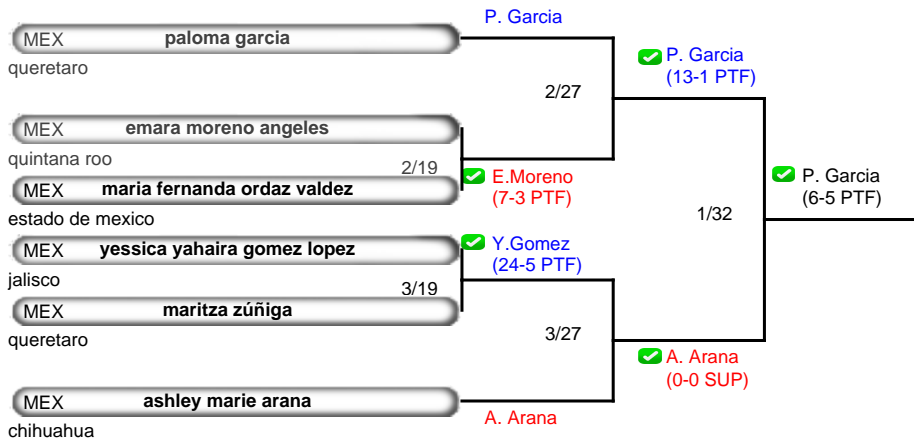 P. Garcia
MEX paloma garcia
queretaro
P. Garcia
(13-1 PTF)
2/27
MEX emara moreno angeles
quintana roo
2/19
E.Moreno
(7-3 PTF)
MEX maria fernanda ordaz valdez
estado de mexico
P. Garcia
(6-5 PTF)
1/32
MEX yessica yahaira gomez lopez
jalisco
Y.Gomez
(24-5 PTF)
3/19
MEX maritza zúñiga
queretaro
3/27
A. Arana
(0-0 SUP)
MEX ashley marie arana
chihuahua
A. Arana